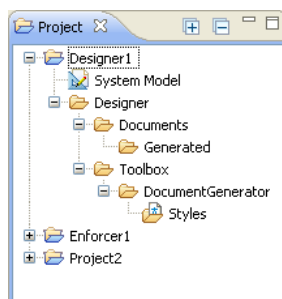 Project
Designer1
System Model
Designer
Documents
Generated
Toolbox
DocumentGenerator
Styles
Enforcer1
Project2